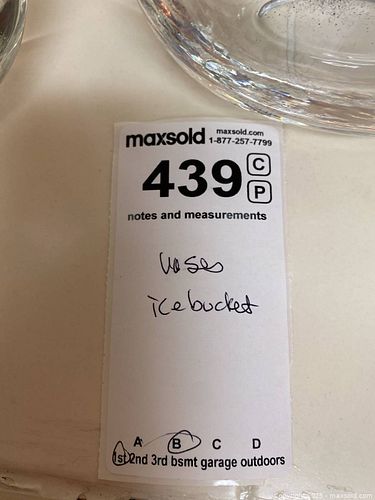 maxsold maxsold.com
1-877-257-7799
439 C
P
notes and measurements
vases
icebucket
A B C D
1st 2nd 3rd bsmt garage outdoors